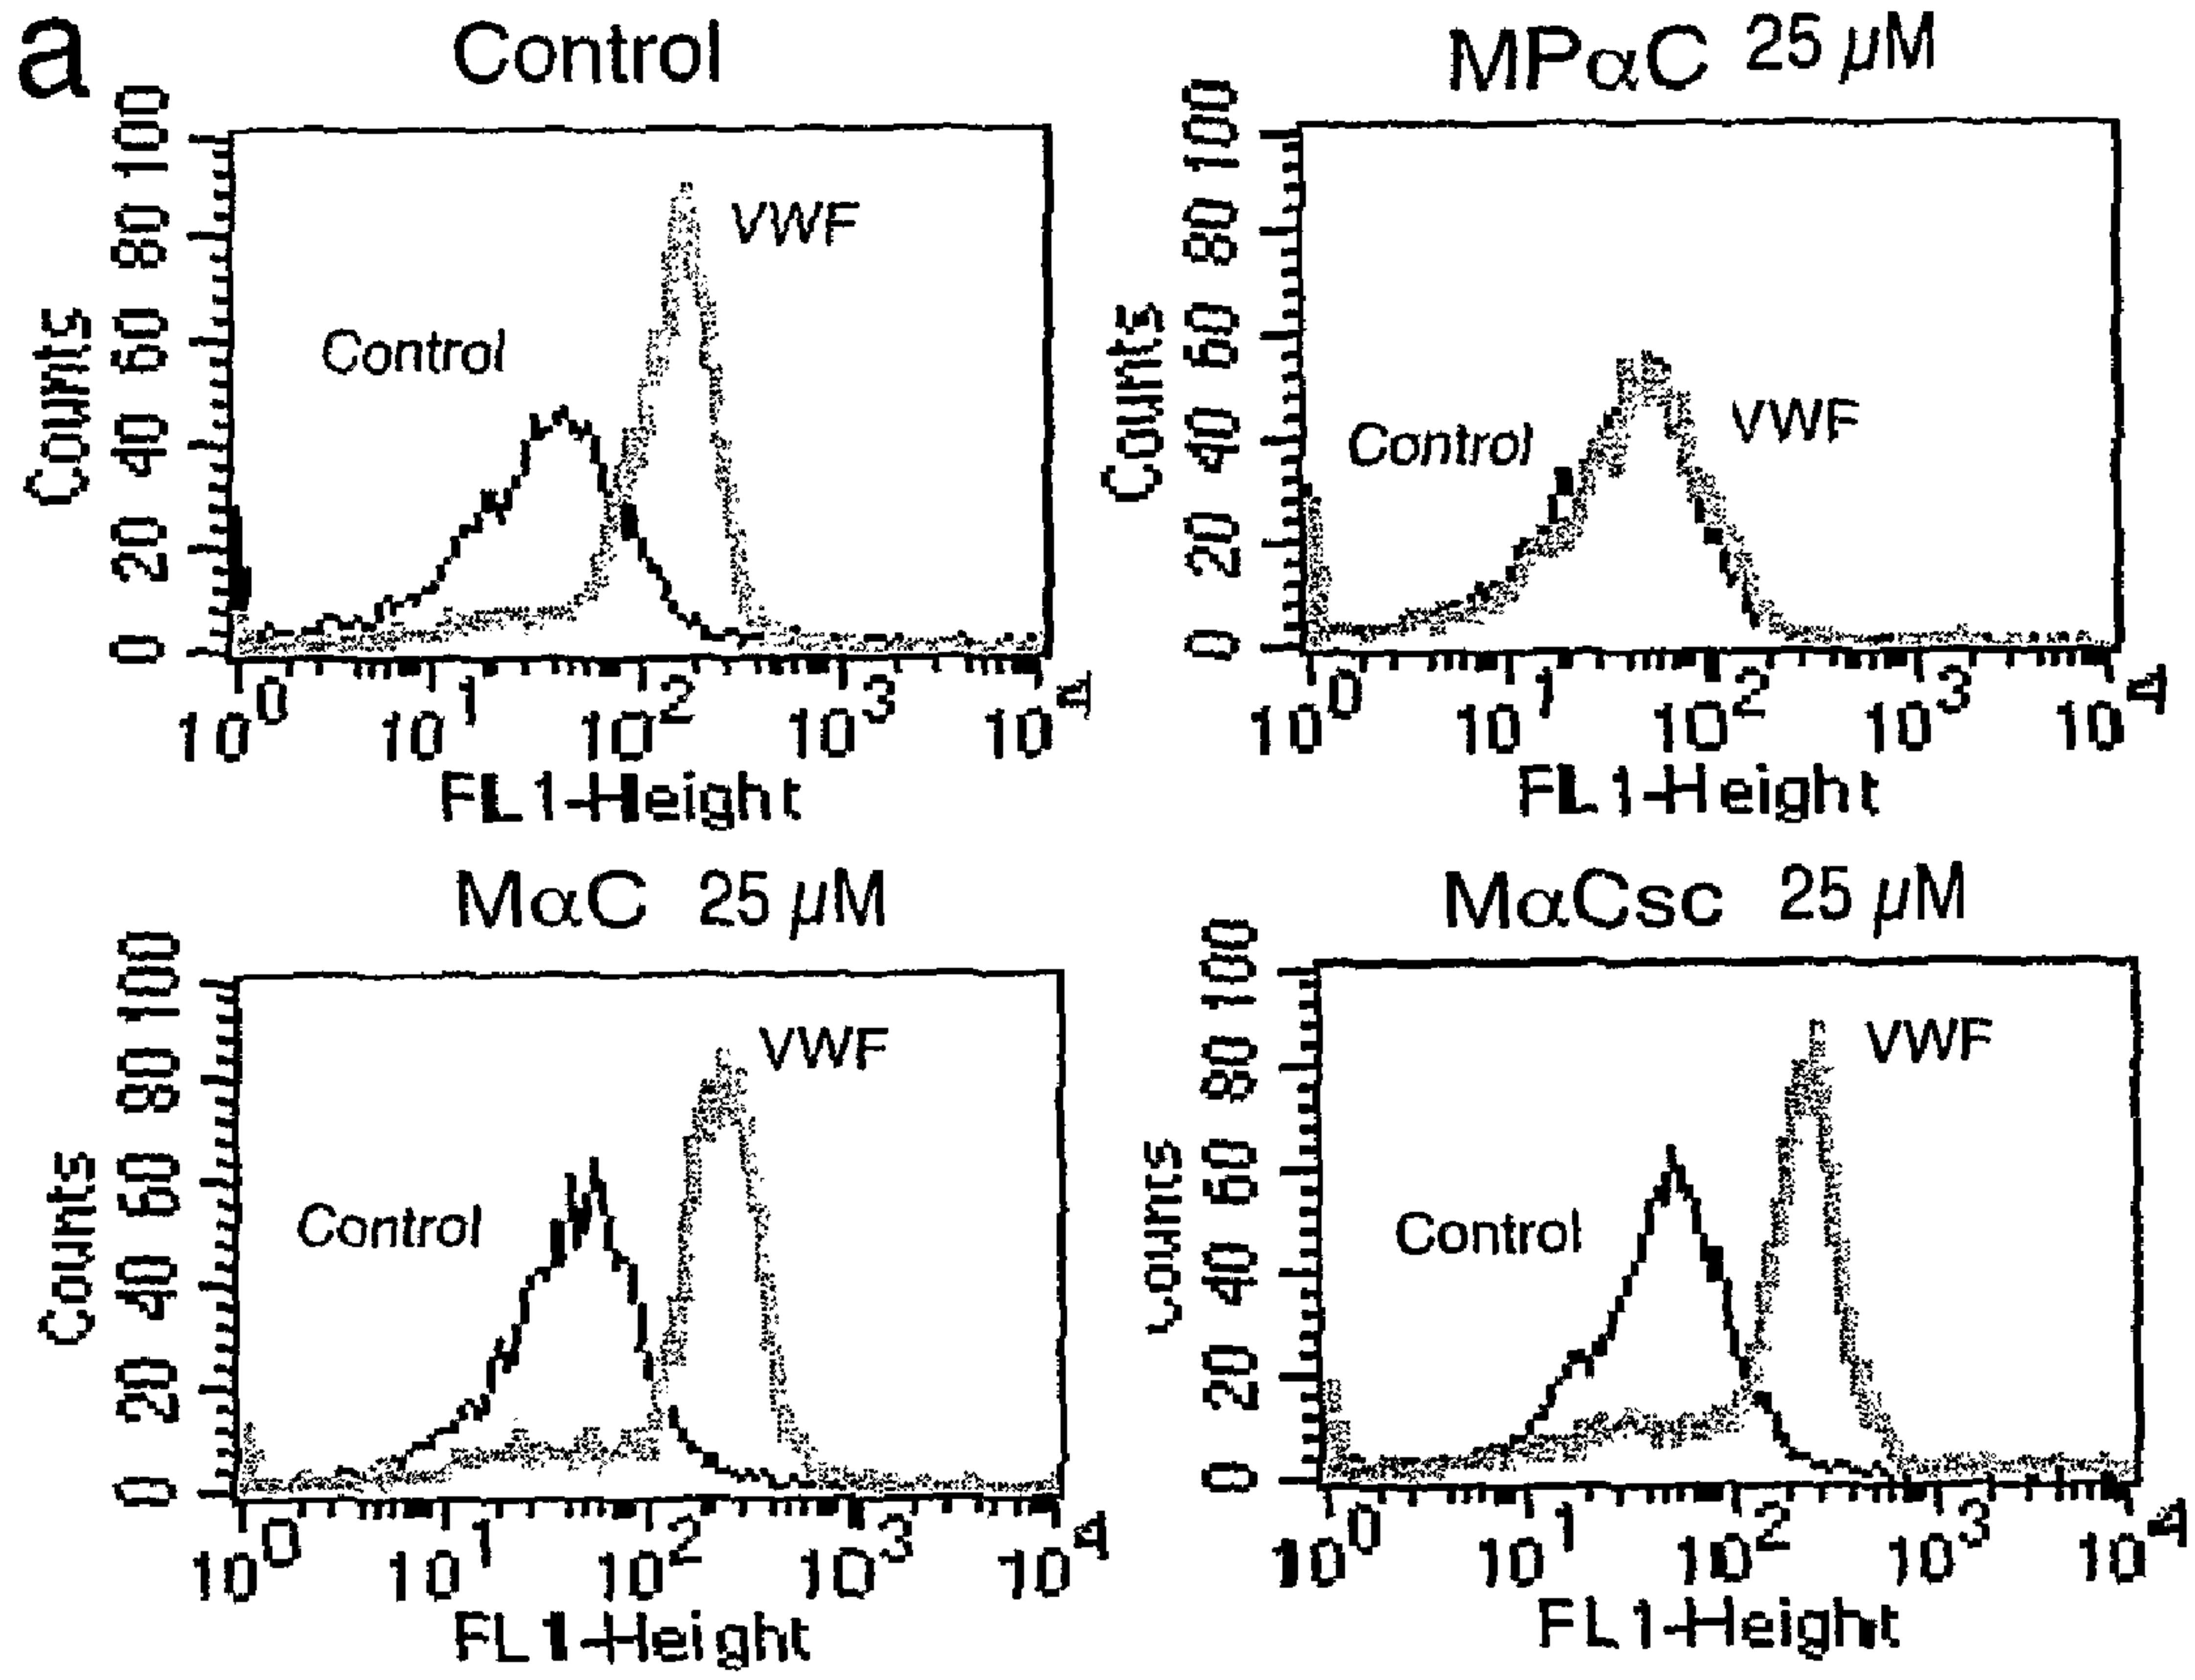 a
Control
Counts
0 20 40 60 80 100
Control
VWF
10^0 10^1 10^2 10^3 10^4
FL1-Height
MPαC 25 µM
Counts
0 20 40 60 80 100
Control
VWF
10^0 10^1 10^2 10^3 10^4
FL1-Height
MαC 25 µM
Counts
0 20 40 60 80 100
Control
VWF
10^0 10^1 10^2 10^3 10^4
FL1-Height
MαCsc 25 µM
Counts
0 20 40 60 80 100
Control
VWF
10^0 10^1 10^2 10^3 10^4
FL1-Height